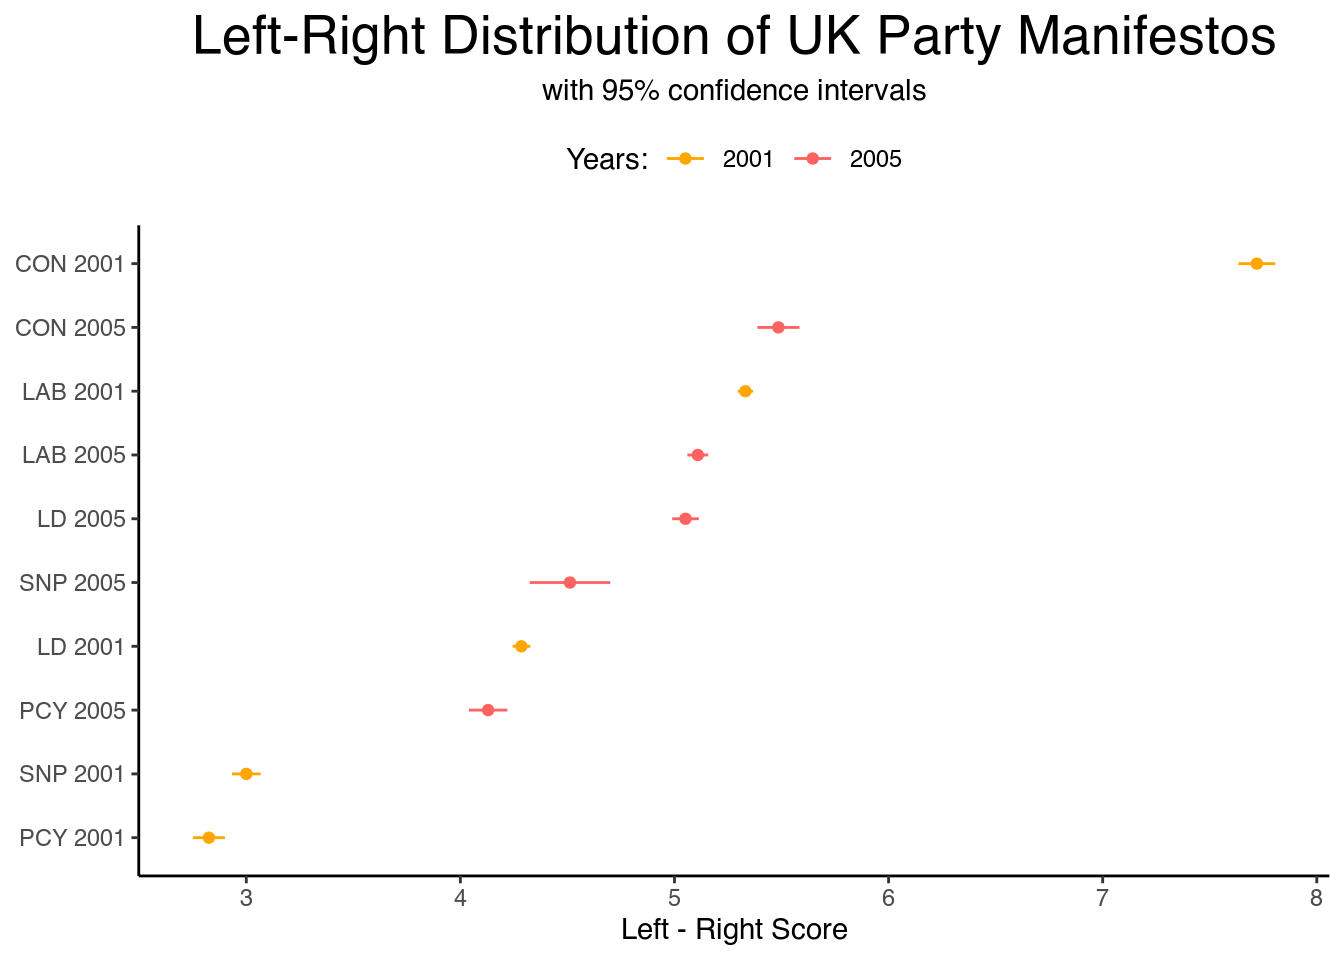 Left-Right Distribution of UK Party Manifestos
with 95% confidence intervals
Years: 2001 2005
CON 2001
CON 2005
LAB 2001
LAB 2005
LD 2005
SNP 2005
LD 2001
PCY 2005
SNP 2001
PCY 2001
3 4 5 6 7 8
Left - Right Score